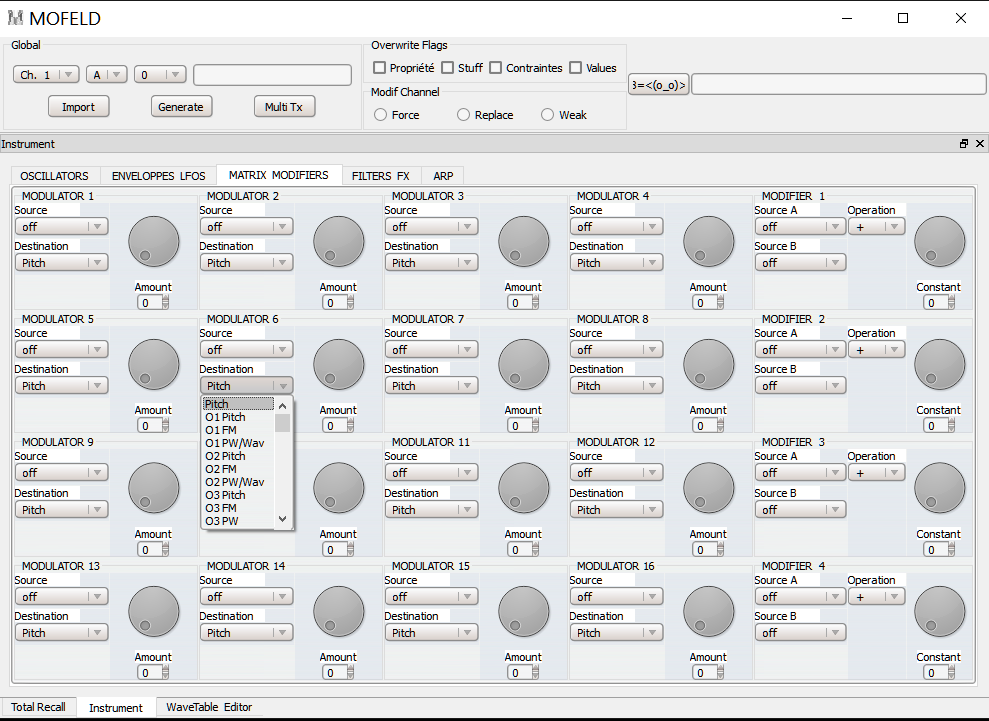 MOFELD
Global
Ch. 1 A 0
Import Generate Multi Tx
Overwrite Flags
Propriété Stuff Contraintes Values
Modif Channel
Force Replace Weak
3=<(o_o)>
Instrument
OSCILLATORS ENVELOPPES LFOS MATRIX MODIFIERS FILTERS FX ARP
MODULATOR 1 MODULATOR 2 MODULATOR 3 MODULATOR 4 MODIFIER 1
Source Source Source Source Source A Operation
off off off off off +
Destination Destination Destination Destination Source B
Pitch Pitch Pitch Pitch off
Amount Amount Amount Amount Constant
0 0 0 0 0
MODULATOR 5 MODULATOR 6 MODULATOR 7 MODULATOR 8 MODIFIER 2
Source Source Source Source Source A Operation
off off off off off +
Destination Destination Destination Destination Source B
Pitch Pitch Pitch Pitch off
Pitch
O1 Pitch
O1 FM
O1 PW/Wav
O2 Pitch
O2 FM
O2 PW/Wav
O3 Pitch
O3 FM
O3 PW
Amount Amount Amount Amount Constant
0 0 0 0 0
MODULATOR 9 MODULATOR 11 MODULATOR 12 MODIFIER 3
Source Source Source Source A Operation
off off off off +
Destination Destination Destination Source B
Pitch Pitch Pitch off
Amount Amount Amount Amount Constant
0 0 0 0 0
MODULATOR 13 MODULATOR 14 MODULATOR 15 MODULATOR 16 MODIFIER 4
Source Source Source Source Source A Operation
off off off off off +
Destination Destination Destination Destination Source B
Pitch Pitch Pitch Pitch off
Amount Amount Amount Amount Constant
0 0 0 0 0
Total Recall Instrument WaveTable Editor